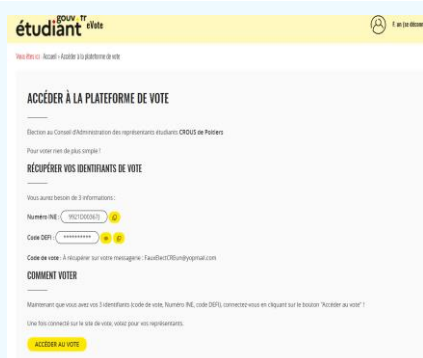 gouv fr
étudiant eVote
F. un (se déconn
Vous êtes ici : Accueil › Accéder à la plateforme de vote
ACCÉDER À LA PLATEFORME DE VOTE
Élection au Conseil d'Administration des représentants étudiants CROUS de Poitiers
Pour voter rien de plus simple !
RÉCUPÉRER VOS IDENTIFIANTS DE VOTE
Vous aurez besoin de 3 informations :
Numéro INE :
Code DEFI : **********
Code de vote : À récupérer sur votre messagerie : FauxElectCREun@yopmail.com
COMMENT VOTER
Maintenant que vous avez vos 3 identifiants (code de vote, Numéro INE, code DEFI), connectez-vous en cliquant sur le bouton "Accéder au vote" !
Une fois connecté sur le site de vote, votez pour vos représentants.
ACCÉDER AU VOTE